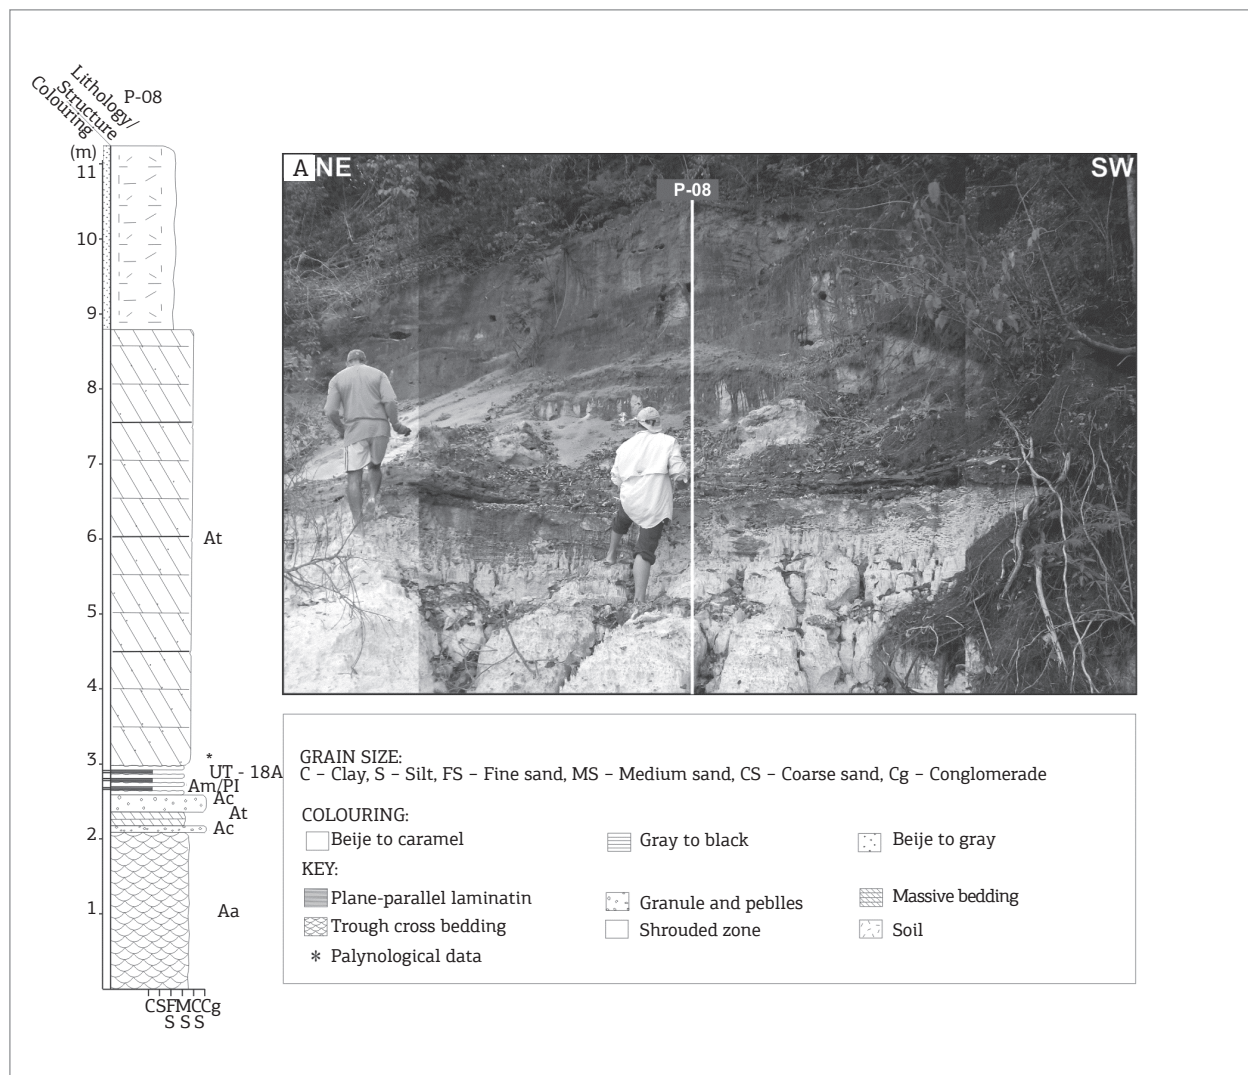 Lithology/
Structure
Colouring
P-08
(m)
11
10
9
8
7
6
5
4
3
2
1
At
*
UT - 18A
Am/PI
Ac
At
Ac
Aa
CSFMCCg
S S S
A NE
SW
P-08
GRAIN SIZE:
C – Clay, S – Silt, FS – Fine sand, MS – Medium sand, CS – Coarse sand, Cg – Conglomerade
COLOURING:
Beije to caramel
Gray to black
Beije to gray
KEY:
Plane-parallel laminatin
Granule and peblles
Massive bedding
Trough cross bedding
Shrouded zone
Soil
* Palynological data